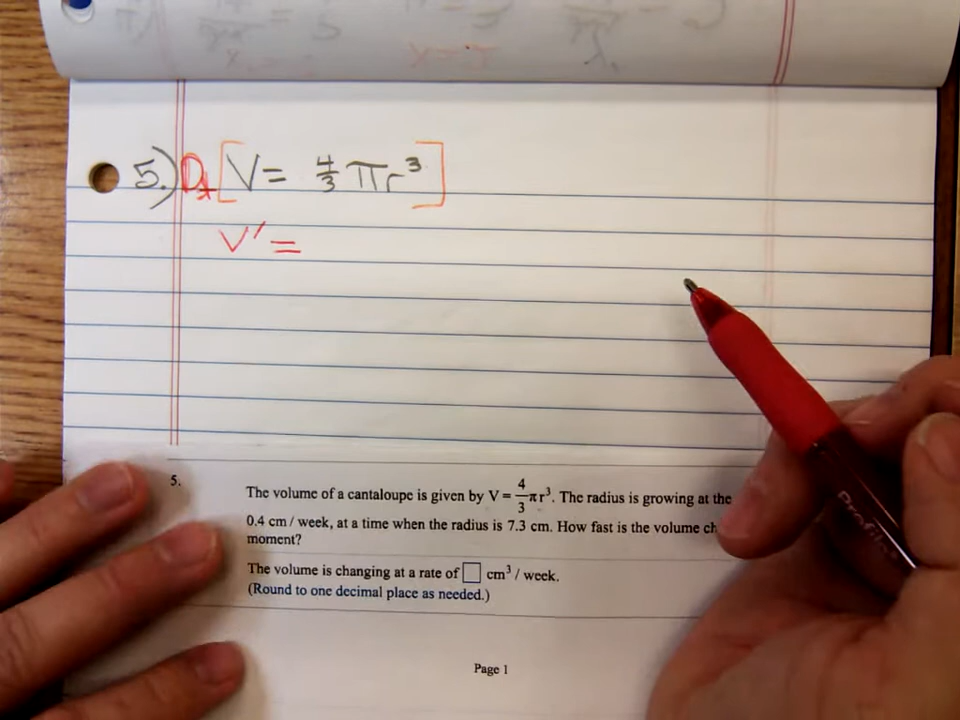 5.) Dt [V = 4/3 πr³]
V' =
5.
The volume of a cantaloupe is given by V = 4/3 πr³. The radius is growing at the
0.4 cm / week, at a time when the radius is 7.3 cm. How fast is the volume
moment?
The volume is changing at a rate of □ cm³ / week.
(Round to one decimal place as needed.)
Page 1